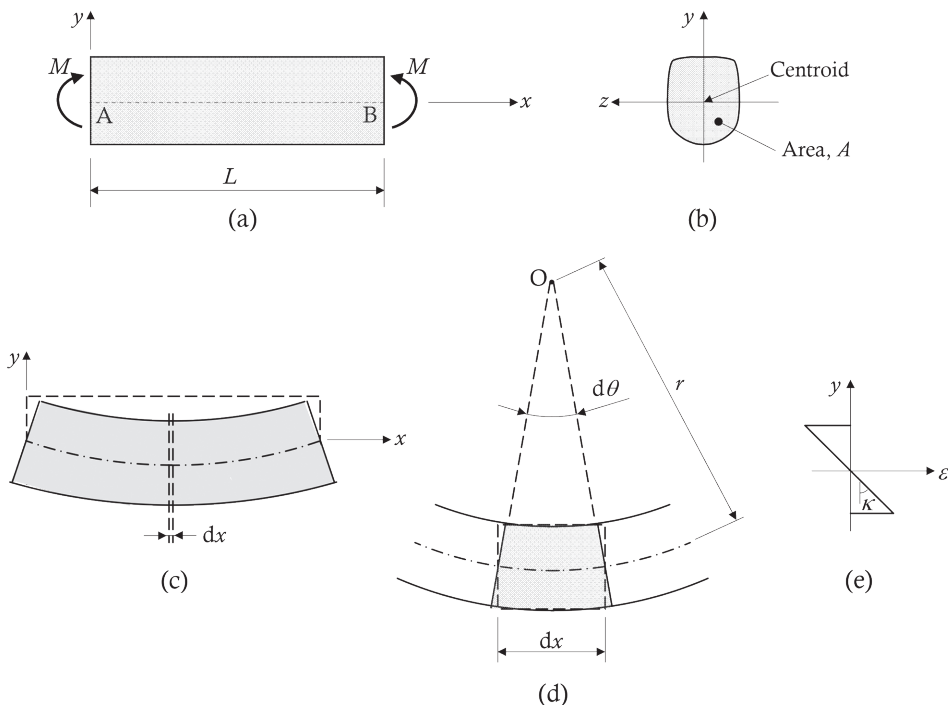 y
M
M
A
B
x
L
(a)
y
Centroid
z
Area, A
(b)
O
r
dθ
y
x
dx
(c)
dx
(d)
y
ε
κ
(e)